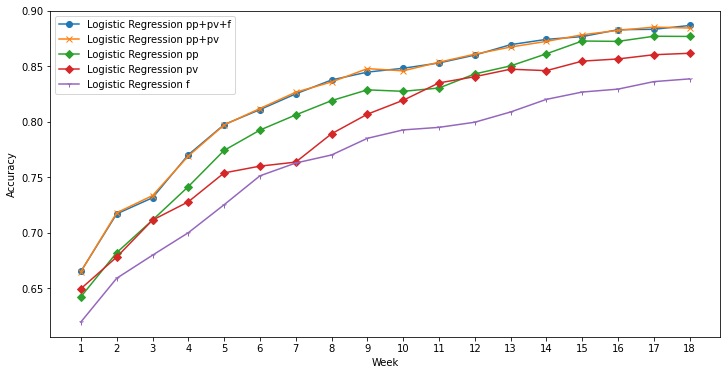 Logistic Regression pp+pv+f
Logistic Regression pp+pv
Logistic Regression pp
Logistic Regression pv
Logistic Regression f
0.90
0.85
0.80
0.75
0.70
0.65
Accuracy
1 2 3 4 5 6 7 8 9 10 11 12 13 14 15 16 17 18
Week